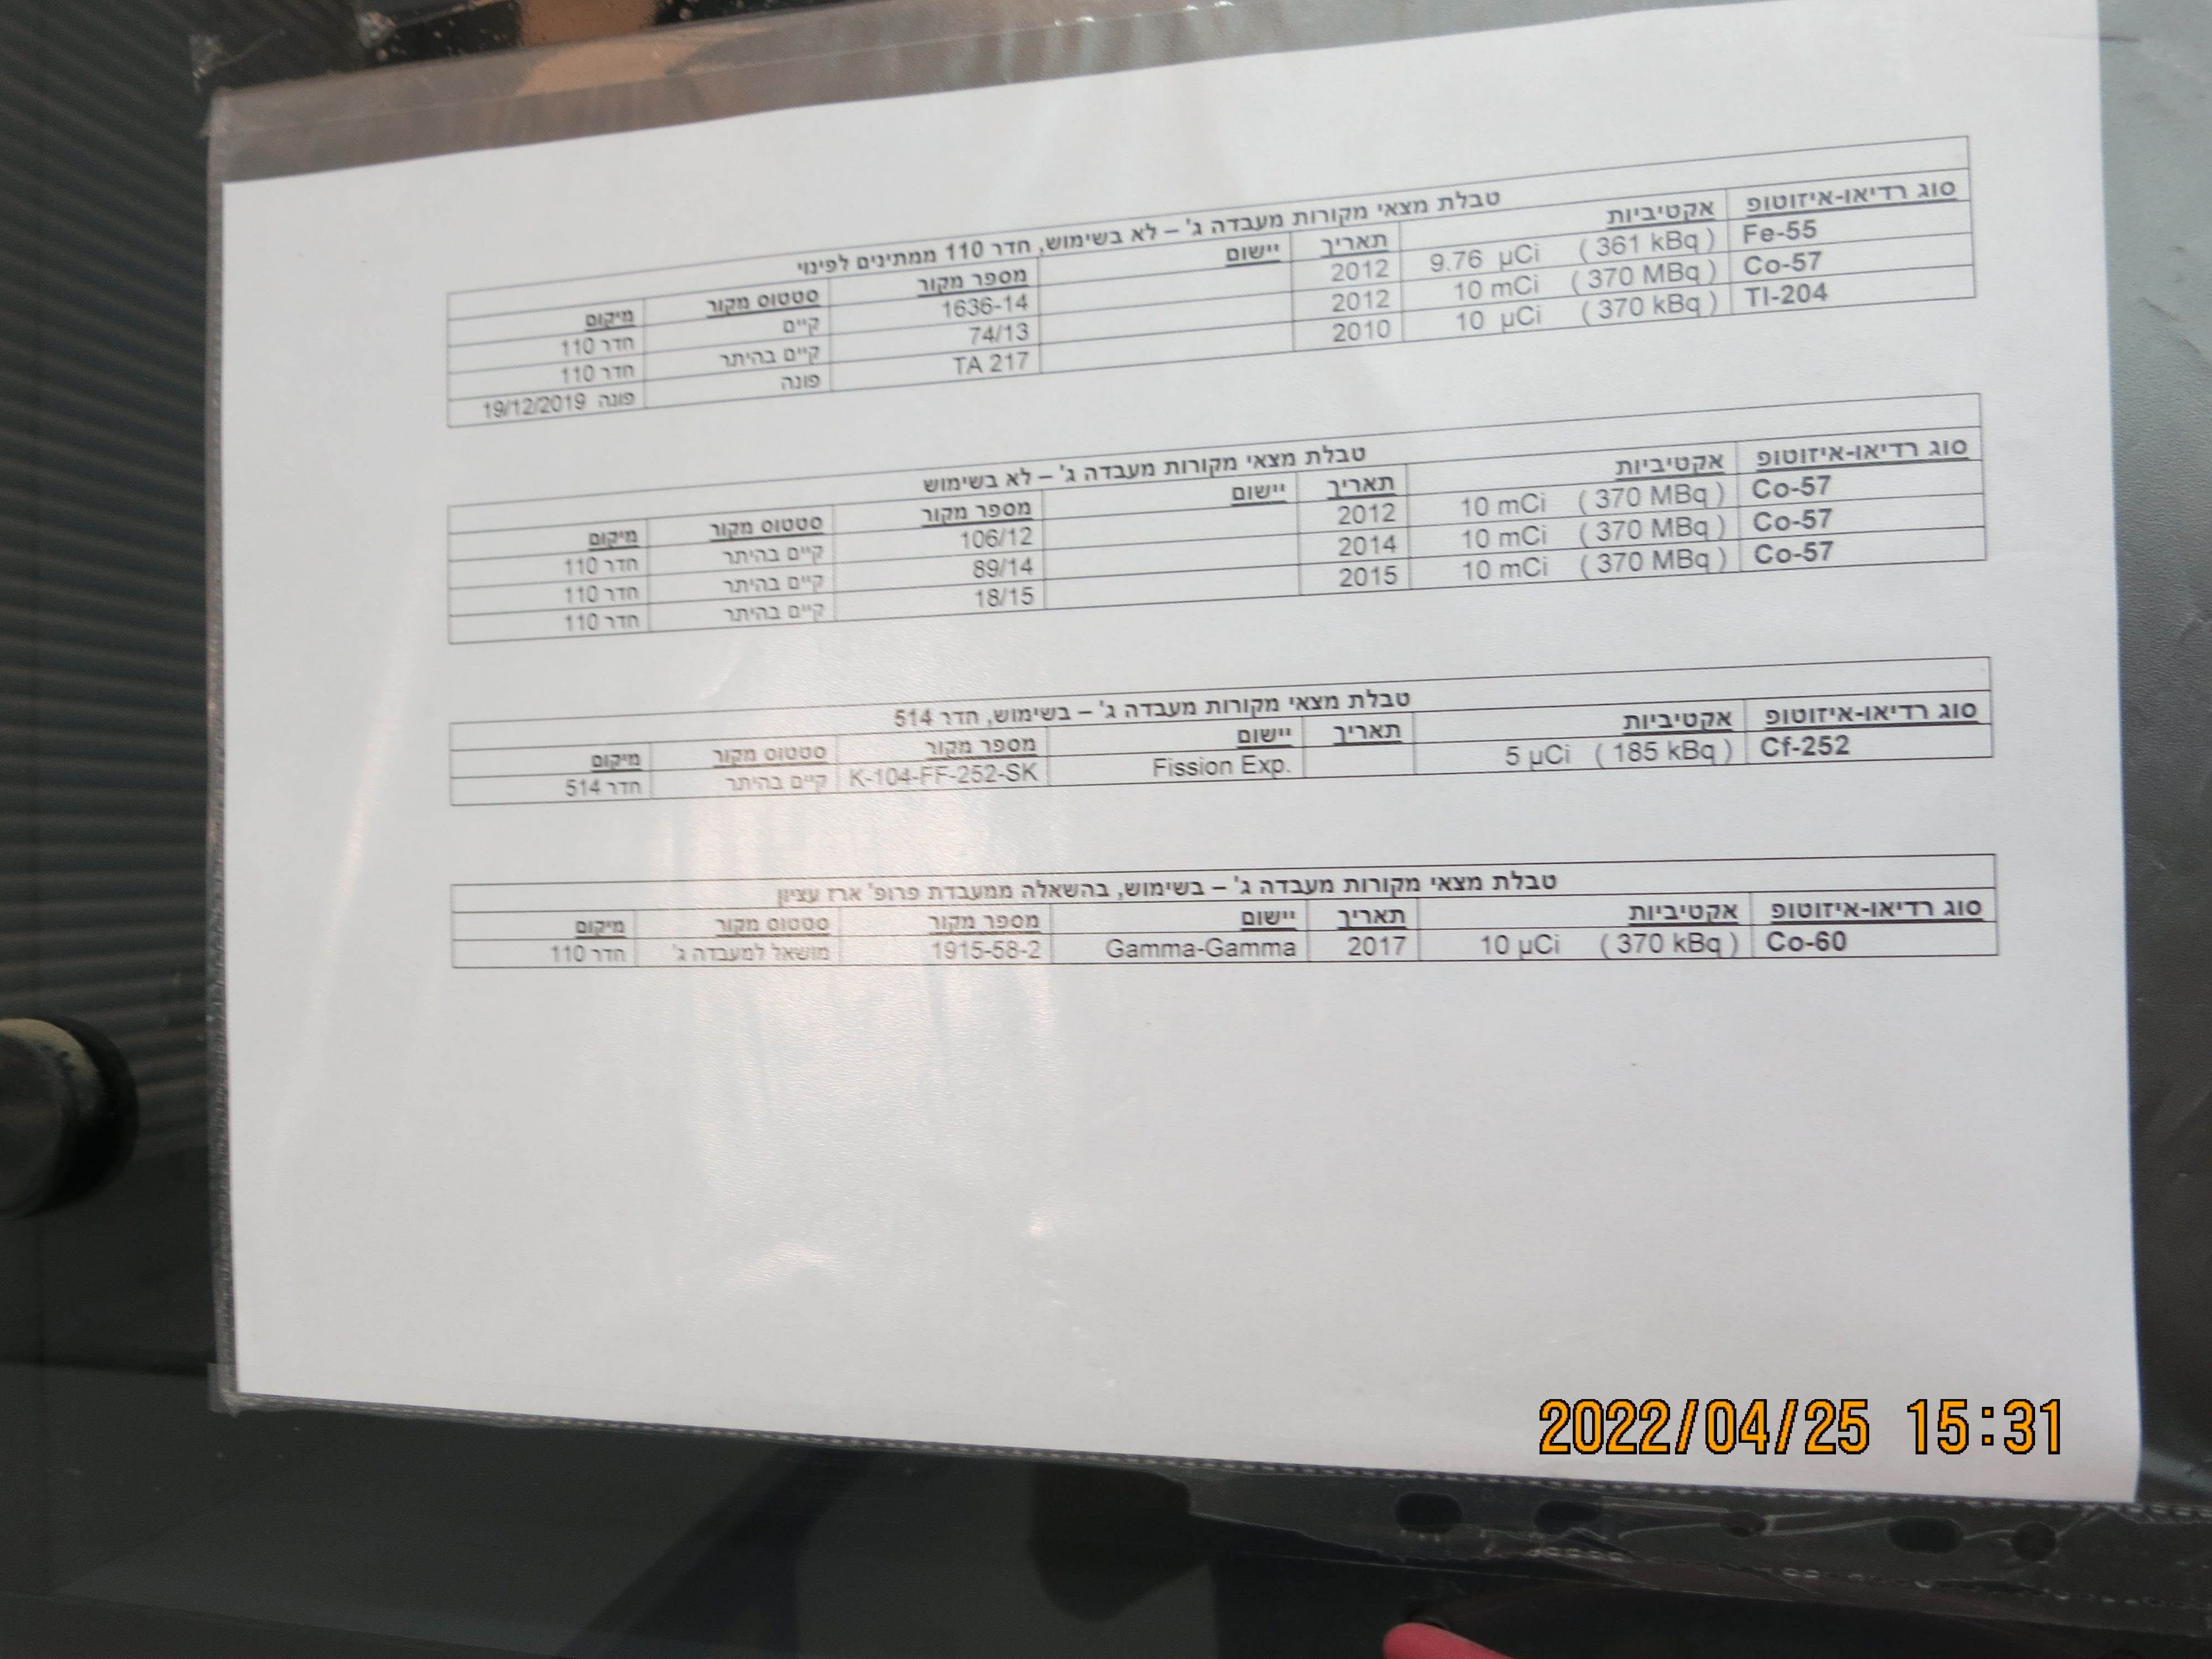 טבלת מצאי מקורות מעבדה ג' – לא בשימוש, חדר 110 ממתינים לפינוי
סוג רדיאו-איזוטופ אקטיביות תאריך יישום מספר מקור סטטוס מקור מיקום
Fe-55 9.76 µCi ( 361 kBq ) 2012 1636-14 קיים חדר 110
Co-57 10 mCi ( 370 MBq ) 2012 74/13 קיים בהיתר חדר 110
Tl-204 10 µCi ( 370 kBq ) 2010 TA 217 פונה פונה 19/12/2019
טבלת מצאי מקורות מעבדה ג' – לא בשימוש
סוג רדיאו-איזוטופ אקטיביות תאריך יישום מספר מקור סטטוס מקור מיקום
Co-57 10 mCi ( 370 MBq ) 2012 106/12 קיים בהיתר חדר 110
Co-57 10 mCi ( 370 MBq ) 2014 89/14 קיים בהיתר חדר 110
Co-57 10 mCi ( 370 MBq ) 2015 18/15 קיים בהיתר חדר 110
טבלת מצאי מקורות מעבדה ג' – בשימוש, חדר 514
סוג רדיאו-איזוטופ אקטיביות תאריך יישום מספר מקור סטטוס מקור מיקום
Cf-252 5 µCi ( 185 kBq ) Fission Exp. K-104-FF-252-SK קיים בהיתר חדר 514
טבלת מצאי מקורות מעבדה ג' – בשימוש, בהשאלה ממעבדת פרופ' ארז עציון
סוג רדיאו-איזוטופ אקטיביות תאריך יישום מספר מקור סטטוס מקור מיקום
Co-60 10 µCi ( 370 kBq ) 2017 Gamma-Gamma 1915-58-2 מושאל למעבדה ג' חדר 110
2022/04/25 15:31